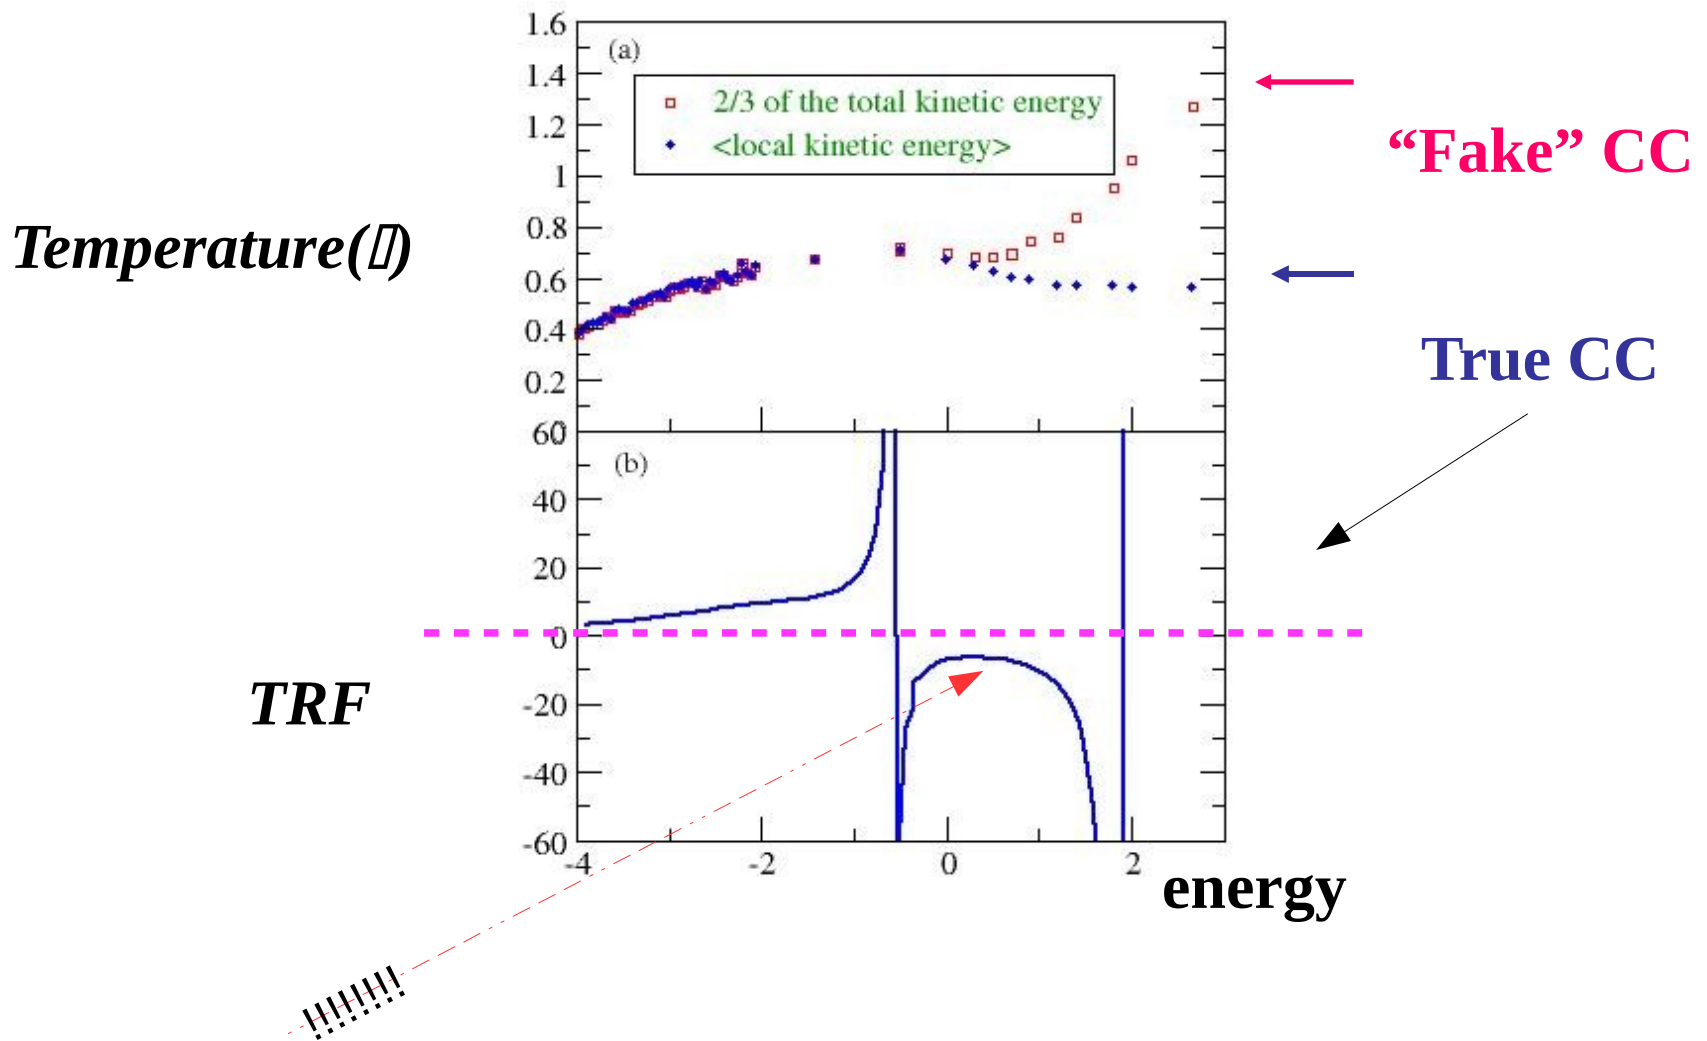 1.6
(a)
1.4
2/3 of the total kinetic energy
1.2
<local kinetic energy>
“Fake” CC
1
Temperature(▯)
0.8
0.6
True CC
0.4
0.2
0
60
(b)
40
20
0
TRF
-20
-40
-60
-4 -2 0 2
energy
!!!!!!!!